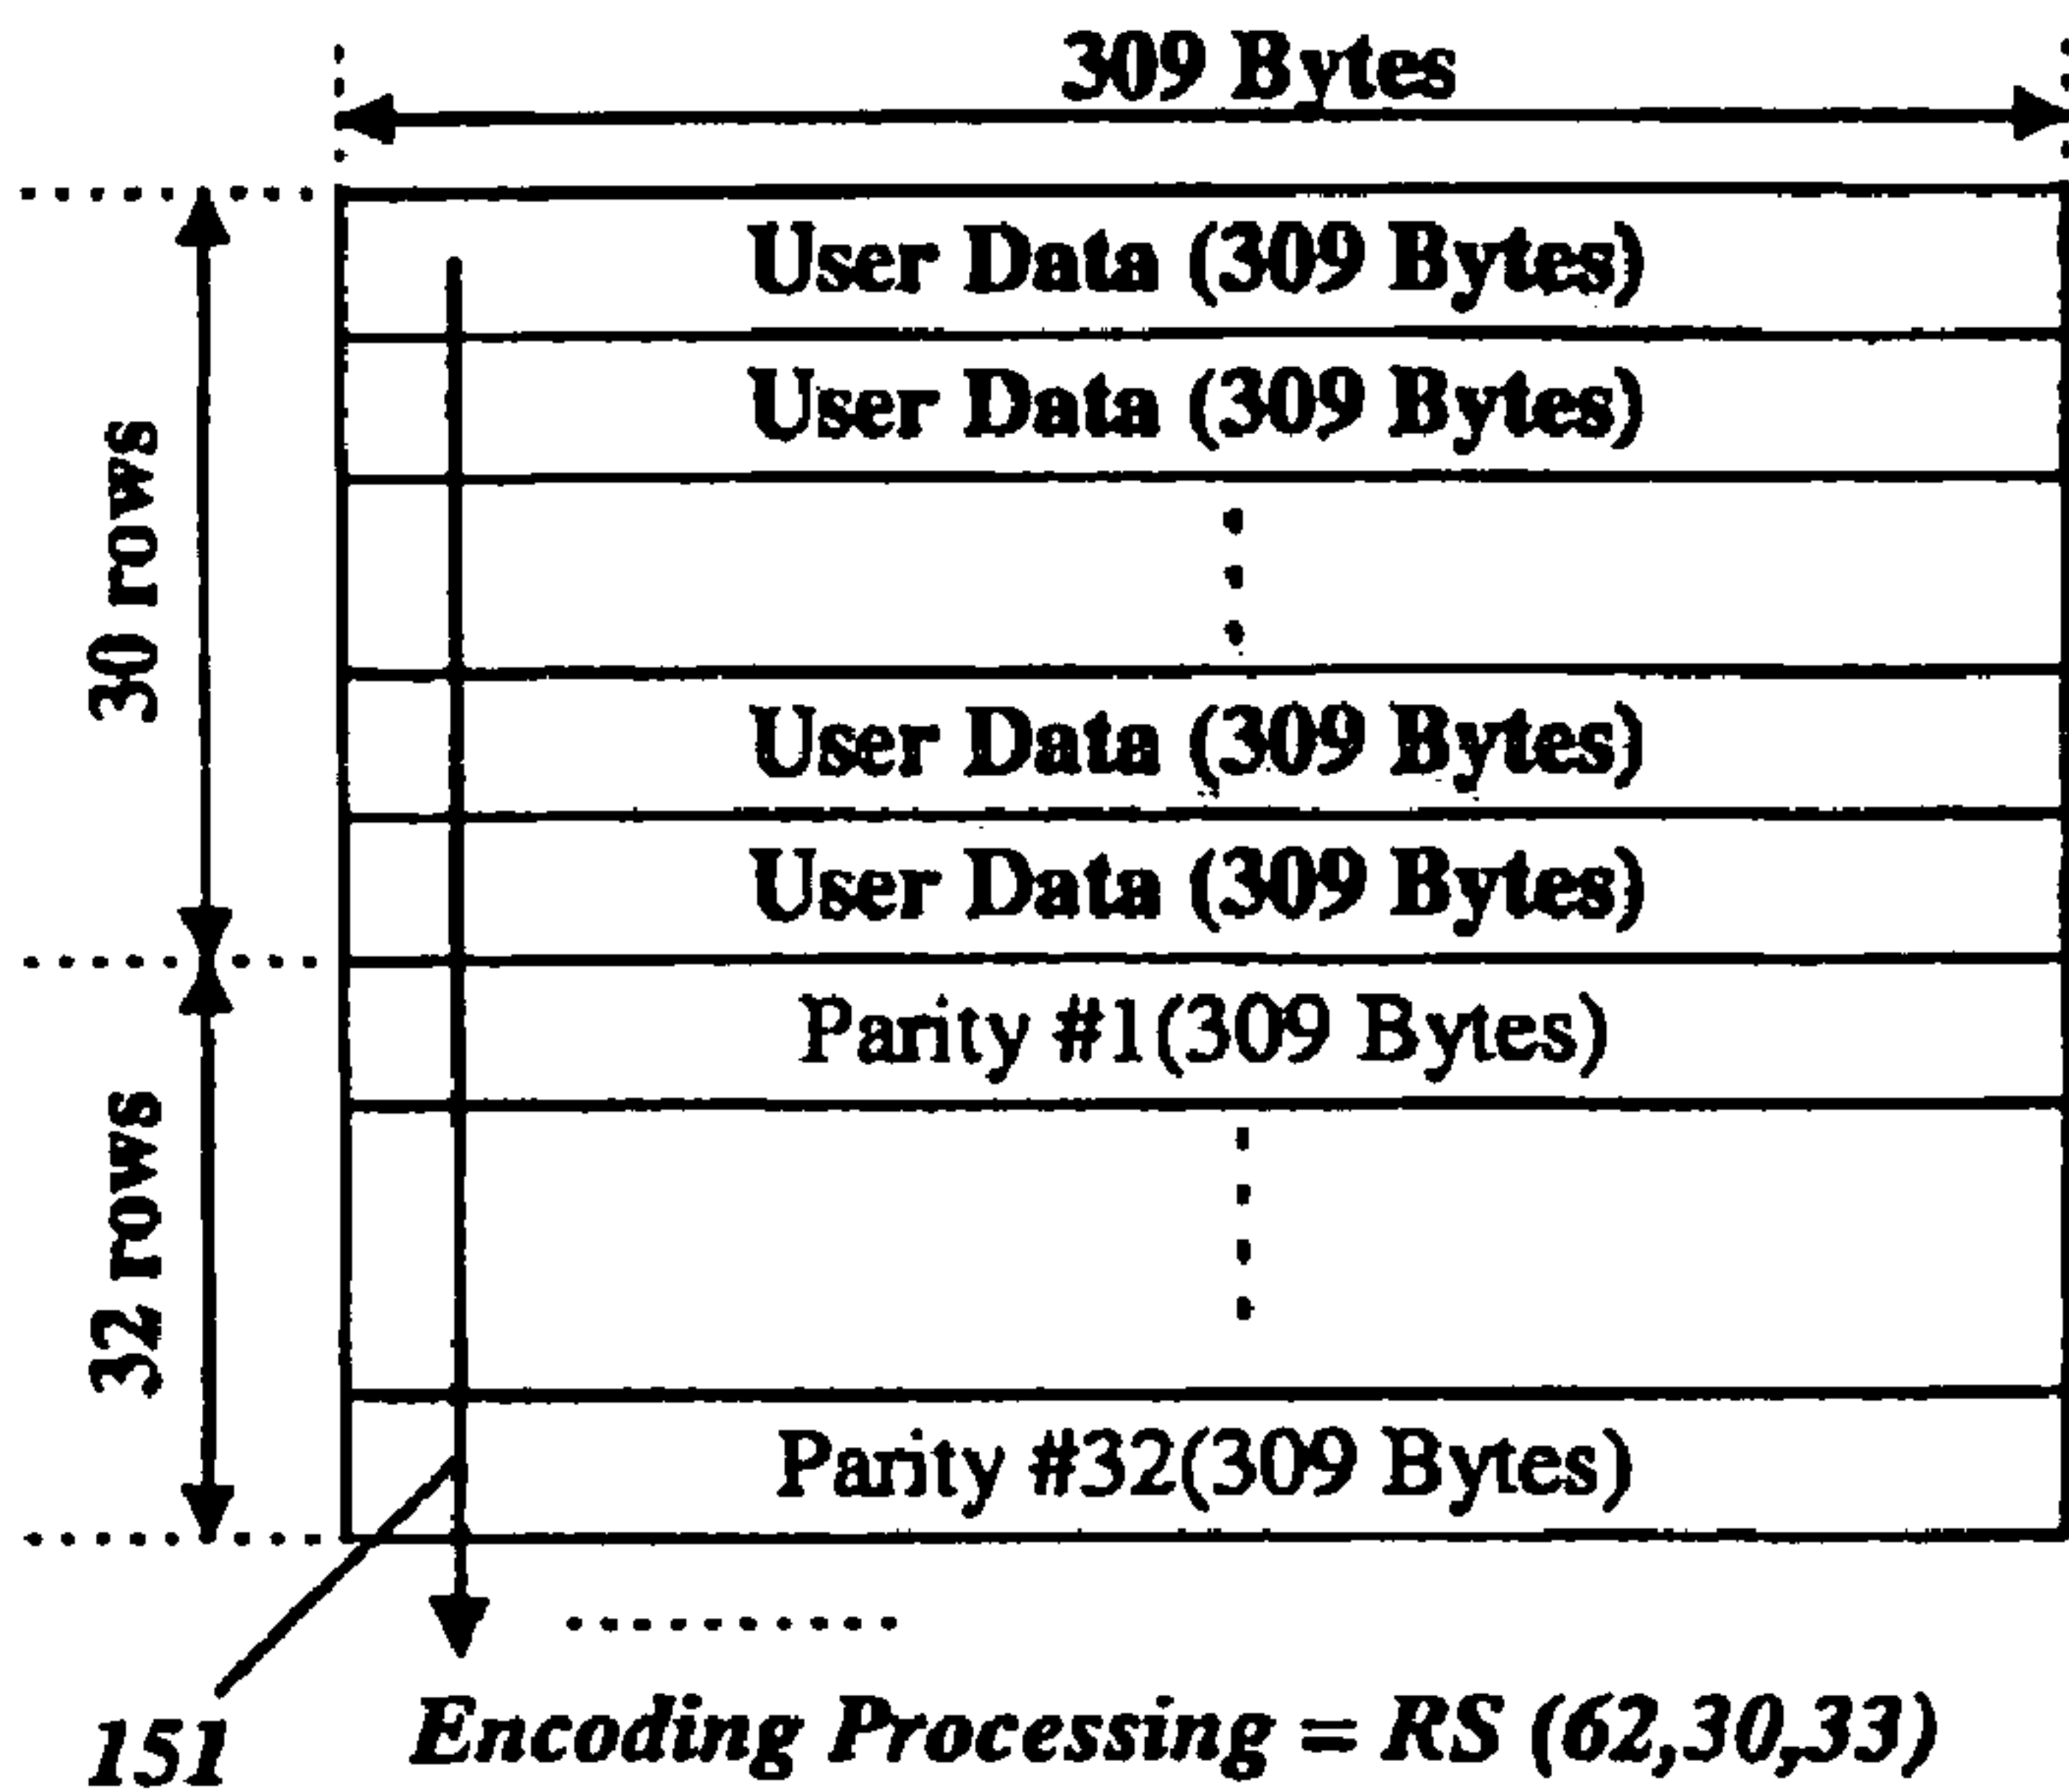 309 Bytes
User Data (309 Bytes)
User Data (309 Bytes)
30 rows
User Data (309 Bytes)
User Data (309 Bytes)
Parity #1(309 Bytes)
32 rows
Parity #32(309 Bytes)
151
Encoding Processing = RS (62,30,33)